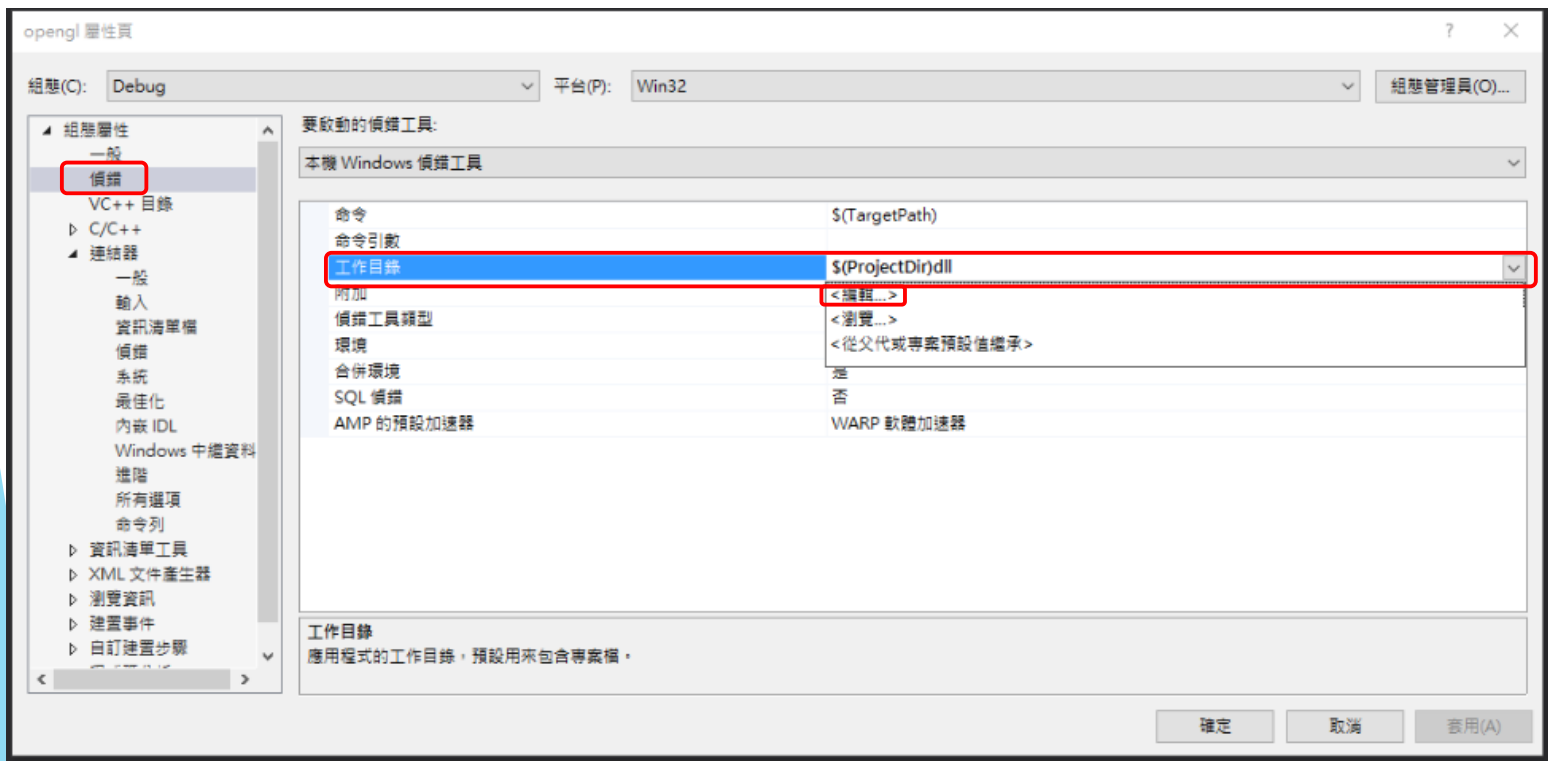 opengl 屬性頁
組態(C): Debug 平台(P): Win32 組態管理員(O)...
組態屬性
一般
偵錯
VC++ 目錄
C/C++
連結器
一般
輸入
資訊清單檔
偵錯
系統
最佳化
內嵌 IDL
Windows 中繼資料
進階
所有選項
命令列
資訊清單工具
XML 文件產生器
瀏覽資訊
建置事件
自訂建置步驟
要啟動的偵錯工具:
本機 Windows 偵錯工具
命令 $(TargetPath)
命令引數
工作目錄 $(ProjectDir)dll
附加 <編輯...>
偵錯工具類型 <瀏覽...>
環境 <從父代或專案預設值繼承>
合併環境 是
SQL 偵錯 否
AMP 的預設加速器 WARP 軟體加速器
工作目錄
應用程式的工作目錄，預設用來包含專案檔。
確定 取消 套用(A)